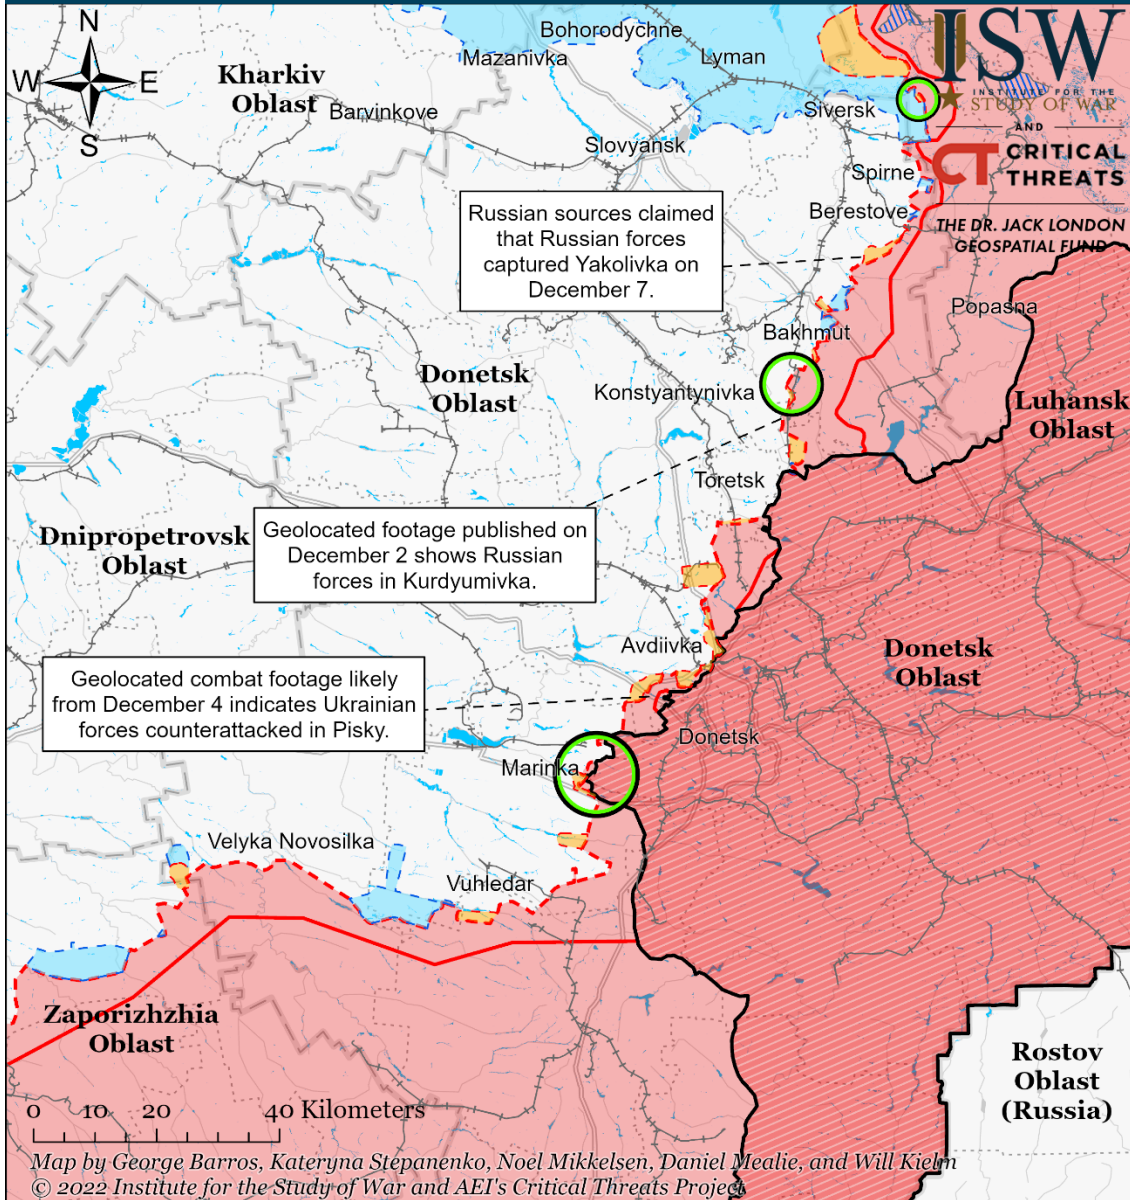 N
W
E
S
ISW
INSTITUTE FOR THE
STUDY OF WAR
AND
CT CRITICAL
THREATS
THE DR. JACK LONDON
GEOSPATIAL FUND
Bohorodychne
Mazanivka
Lyman
Kharkiv
Oblast
Barvinkove
Siversk
Slovyansk
Spirne
Berestove
Russian sources claimed
that Russian forces
captured Yakolivka on
December 7.
Popasna
Bakhmut
Donetsk
Oblast
Konstyantynivka
Luhansk
Oblast
Toretsk
Dnipropetrovsk
Oblast
Geolocated footage published on
December 2 shows Russian
forces in Kurdyumivka.
Avdiivka
Donetsk
Oblast
Geolocated combat footage likely
from December 4 indicates Ukrainian
forces counterattacked in Pisky.
Donetsk
Marinka
Velyka Novosilka
Vuhledar
Zaporizhzhia
Oblast
Rostov
Oblast
(Russia)
0 10 20 40 Kilometers
Map by George Barros, Kateryna Stepanenko, Noel Mikkelsen, Daniel Mealie, and Will Kielm
© 2022 Institute for the Study of War and AEI's Critical Threats Project